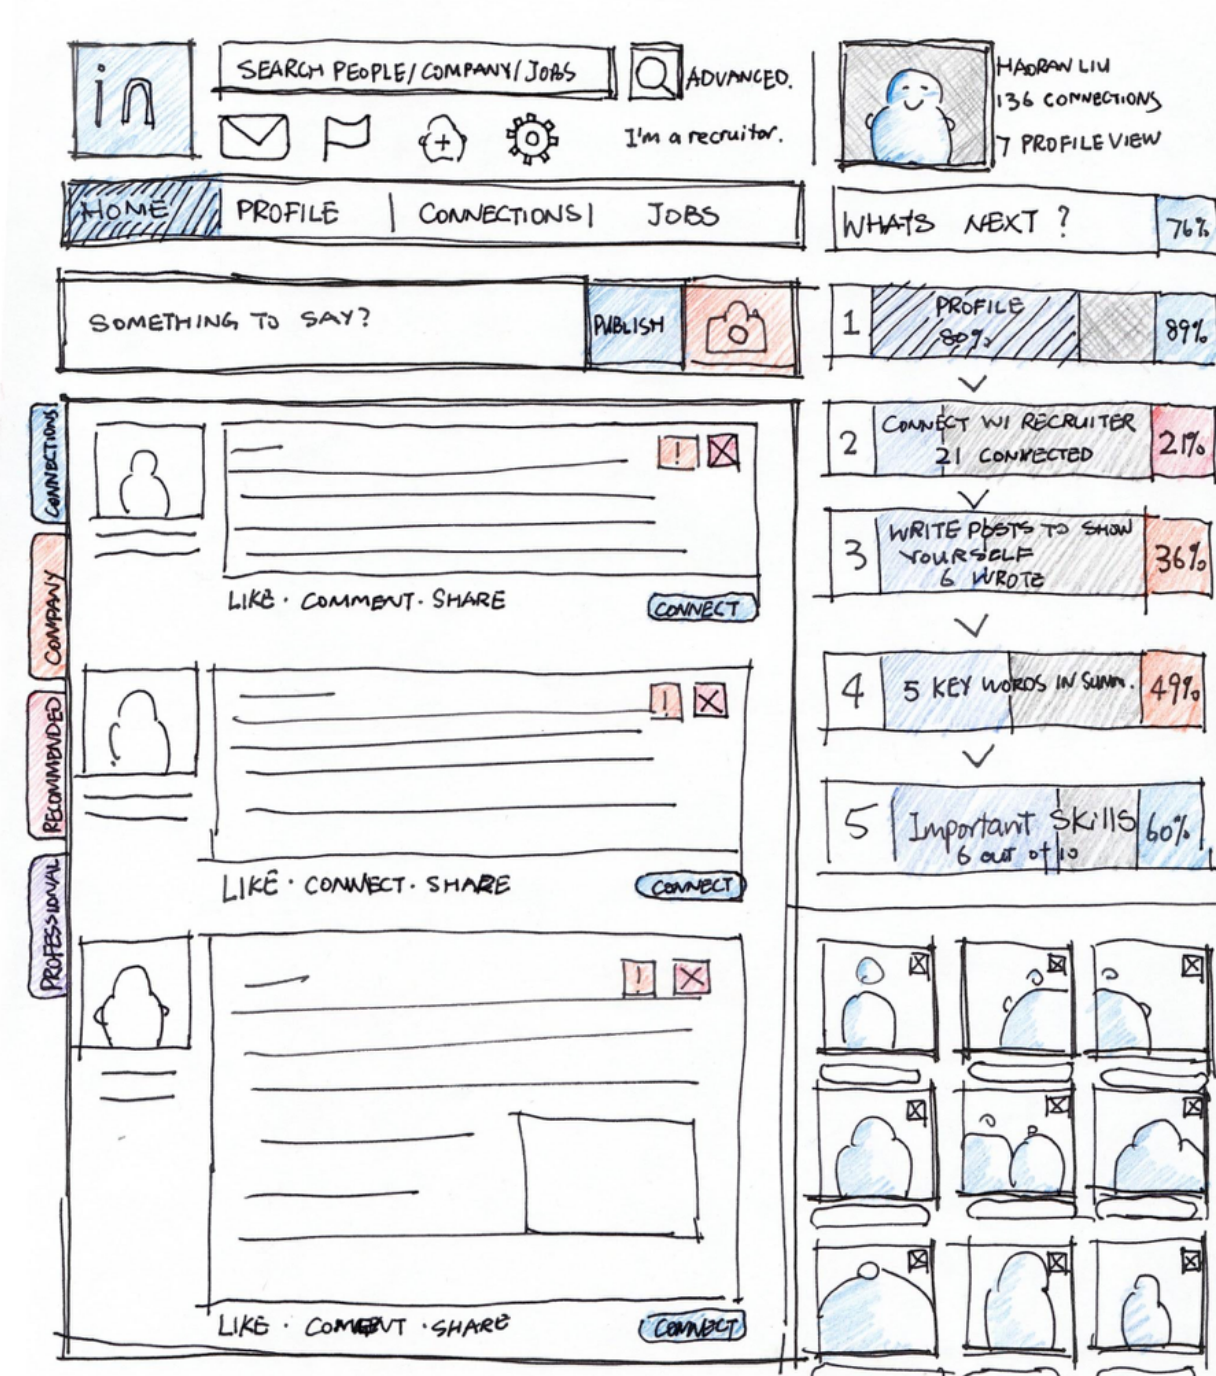 in
SEARCH PEOPLE/COMPANY/JOBS
ADVANCED.
I'm a recruiter.
HAORAN LIU
136 CONNECTIONS
7 PROFILE VIEW
HOME
PROFILE | CONNECTIONS | JOBS
WHATS NEXT ?
76%
SOMETHING TO SAY?
PUBLISH
1
PROFILE
80%
89%
2
CONNECT W/ RECRUITER
21 CONNECTED
21%
3
WRITE POSTS TO SHOW
YOURSELF
6 WROTE
36%
4
5 KEY WORDS IN SUMM.
49%
5
Important Skills
6 out of 10
60%
CONNECTIONS
COMPANY
RECOMMENDED
PROFESSIONAL
!
LIKE · COMMENT · SHARE
CONNECT
!
LIKE · CONNECT · SHARE
CONNECT
!
LIKE · COMMENT · SHARE
CONNECT